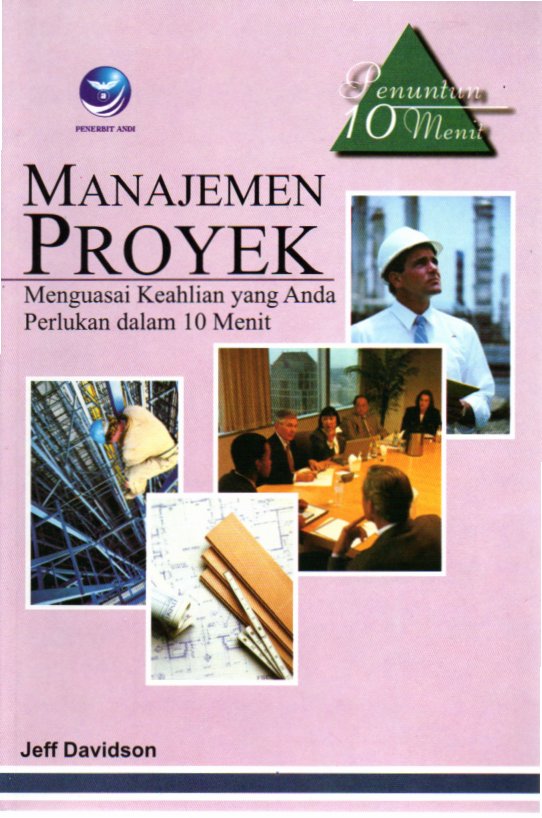 PENERBIT ANDI
Penuntun
10 Menit
MANAJEMEN
PROYEK
Menguasai Keahlian yang Anda
Perlukan dalam 10 Menit
Jeff Davidson